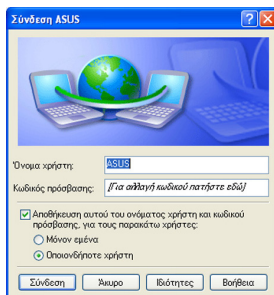 Σύνδεση ASUS
Όνομα χρήστη: ASUS
Κωδικός πρόσβασης: [Για αλλαγή κωδικού πατήστε εδώ]
Αποθήκευση αυτού του ονόματος χρήστη και κωδικού
πρόσβασης, για τους παρακάτω χρήστες:
Μόνον εμένα
Οποιονδήποτε χρήστη
Σύνδεση Άκυρο Ιδιότητες Βοήθεια